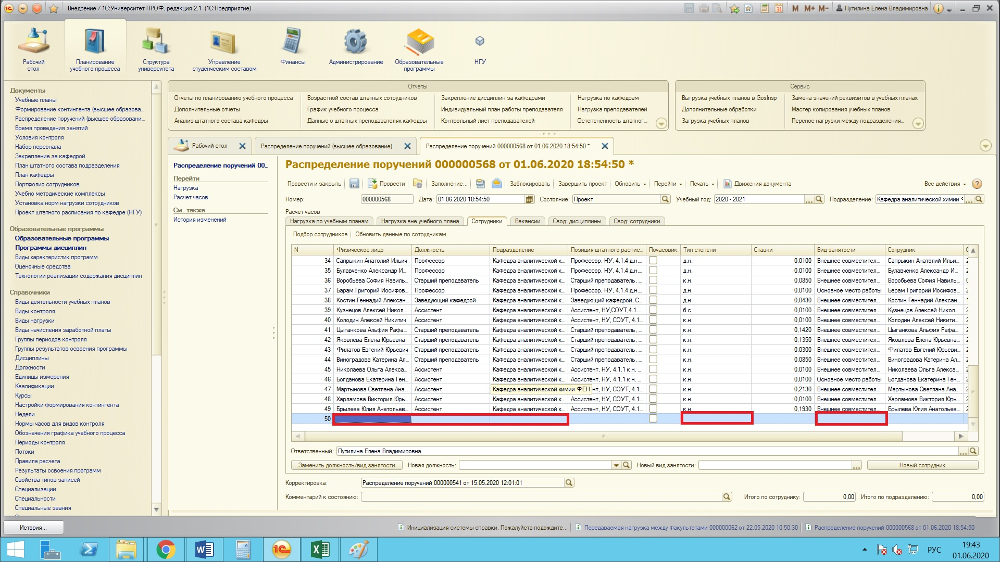 Внедрение / 1С:Университет ПРОФ, редакция 2.1 (1С:Предприятие)
M M+ M-
Путилина Елена Владимировна
Рабочий стол
Планирование учебного процесса
Структура университета
Управление студенческим составом
Финансы
Администрирование
Образовательные программы
НГУ
Документы
Учебные планы
Формирование контингента (высшее образова...
Распределение поручений (высшее образовани...
Время проведения занятий
Условия контроля
Набор персонала
Закрепление за кафедрой
План штатного состава подразделения
План кафедры
Портфолио сотрудников
Учебно методические комплексы
Установка норм нагрузки сотрудников
Проект штатного расписания по кафедре (НГУ)
Образовательные программы
Образовательные программы
Программы дисциплин
Виды характеристик программ
Оценочные средства
Технологии реализации содержания дисциплин
Справочники
Виды деятельности учебных планов
Виды контроля
Виды нагрузки
Виды начисления заработной платы
Группы периодов контроля
Группы результатов освоения программы
Дисциплины
Должности
Единицы измерения
Квалификации
Курсы
Настройки формирования контингента
Недели
Нормы часов для видов контроля
Обозначения графика учебного процесса
Периоды контроля
Потоки
Правила расчета
Результаты освоения программ
Свойства типов записей
Специализации
Специальности
Специальные звания
Отчеты
Отчеты по планированию учебного процесса
Дополнительные отчеты
Анализ штатного состава кафедры
Возрастной состав штатных сотрудников
График учебного процесса
Данные о штатных преподавателях кафедры
Закрепление дисциплин за кафедрами
Индивидуальный план работы преподавателя
Контрольный лист преподавателей
Нагрузка по кафедрам
Нагрузка преподавателей
Остепененность штатног...
Сервис
Выгрузка учебных планов в GosInsp
Дополнительные обработки
Загрузка учебных планов
Замена значений реквизитов в учебных планах
Мастер копирования учебных планов
Перенос нагрузки между подразделения...
Рабочий стол
Распределение поручений (высшее образование)
Распределение поручений 000000568 от 01.06.2020 18:54:50 *
Распределение поручений 00...
Перейти
Нагрузка
Расчет часов
См. также
История изменений
Распределение поручений 000000568 от 01.06.2020 18:54:50 *
Провести и закрыть Провести Заполнение... Заблокировать Завершить проект Обновить Перейти Печать Движения документа Все действия
Номер: 000000568 Дата: 01.06.2020 18:54:50 Состояние: Проект Учебный год: 2020 - 2021 Подразделение: Кафедра аналитической химии
Расчет часов
Нагрузка по учебным планам Нагрузка вне учебного плана Сотрудники Вакансии Свод: дисциплины Свод: сотрудники
Подбор сотрудников Обновить данные по сотрудникам
N Физическое лицо Должность Подразделение Позиция штатного распис... Почасовик Тип степени Ставки Вид занятости Сотрудник
34 Сапрыкин Анатолий Ильич Профессор Кафедра аналитической х... Профессор, НУ, 4.1.4 д.н.... д.н. 0,0100 Внешнее совместител... Сапрыкин Анатолий Ильи...
35 Булавченко Александр И... Профессор Кафедра аналитической х... Профессор, НУ, 4.1.4 д.н.... д.н. 0,0100 Внешнее совместител... Булавченко Александр И...
36 Воробьева София Навиль... Старший преподаватель Кафедра аналитической х... Старший преподаватель, ... к.н. 0,0850 Внешнее совместител... Воробьева София Навиль...
37 Барам Григорий Иосифов... Профессор Кафедра аналитической х... Профессор, НУ, 4.1.4 д.н.... д.н. 0,0100 Основное место работы Барам Григорий Иосифов...
38 Костин Геннадий Алексан... Заведующий кафедрой Кафедра аналитической х... Заведующий кафедрой, С... д.н. 0,0430 Внешнее совместител... Костин Геннадий Алексан...
39 Кузнецов Алексей Никол... Ассистент Кафедра аналитической х... Ассистент, НУ,СОУТ,4.1... б.с. 0,0100 Внешнее совместител... Кузнецов Алексей Никол...
40 Колодин Алексей Никитич Ассистент Кафедра аналитической х... Ассистент, НУ, СОУТ, 4.1... к.н. 0,0100 Внешнее совместител... Колодин Алексей Никити...
41 Цыганкова Альфия Рафа... Старший преподаватель Кафедра аналитической х... Старший преподаватель, ... к.н. 0,1420 Внешнее совместител... Цыганкова Альфия Рафа...
42 Яковлева Елена Юрьевна Старший преподаватель Кафедра аналитической х... Старший преподаватель, ... к.н. 0,1350 Внешнее совместител... Яковлева Елена Юрьевна...
43 Филатов Евгений Юрьевич Старший преподаватель Кафедра аналитической х... Старший преподаватель, ... к.н. 0,0300 Внешнее совместител... Филатов Евгений Юрьеви...
44 Виноградова Катерина Ал... Старший преподаватель Кафедра аналитической х... Старший преподаватель, ... к.н. 0,0850 Внешнее совместител... Виноградова Катерина Ал...
45 Николаева Ольга Алекса... Ассистент Кафедра аналитической х... Ассистент, НУ, 4.1.1 к.н. ... к.н. 0,0100 Внешнее совместител... Николаева Ольга Алекса...
46 Богданова Екатерина Ген... Ассистент Кафедра аналитической х... Ассистент, НУ, 4.1.1 к.н. ... к.н. 0,0100 Основное место работы Богданова Екатерина Ген...
47 Мартынова Светлана Ана... Ассистент Кафедра аналитической химии ФЕН нт, НУ, СОУТ, 4.1... к.н. 0,2130 Внешнее совместител... Мартынова Светлана Ана...
48 Харламова Виктория Юрь... Ассистент Кафедра аналитической х... Ассистент, НУ, СОУТ, 4.1... к.н. 0,0100 Внешнее совместител... Харламова Виктория Юрь...
49 Брылева Юлия Анатольев... Ассистент Кафедра аналитической х... Ассистент, НУ, СОУТ, 4.1... к.н. 0,1930 Внешнее совместител... Брылева Юлия Анатольев...
50
Ответственный: Путилина Елена Владимировна
Заменить должность/вид занятости Новая должность: Новый вид занятости: Новый сотрудник
Корректировка: Распределение поручений 000000541 от 15.05.2020 12:01:01
Комментарий к состоянию: Итого по сотруднику: 0,00 Итого по подразделению: 0,00
История...
Инициализация системы справки. Пожалуйста подождите...
Передаваемая нагрузка между факультетами 000000062 от 22.05.2020 10:50:30
Распределение поручений 000000568 от 01.06.2020 18:54:50
РУС
19:43
01.06.2020